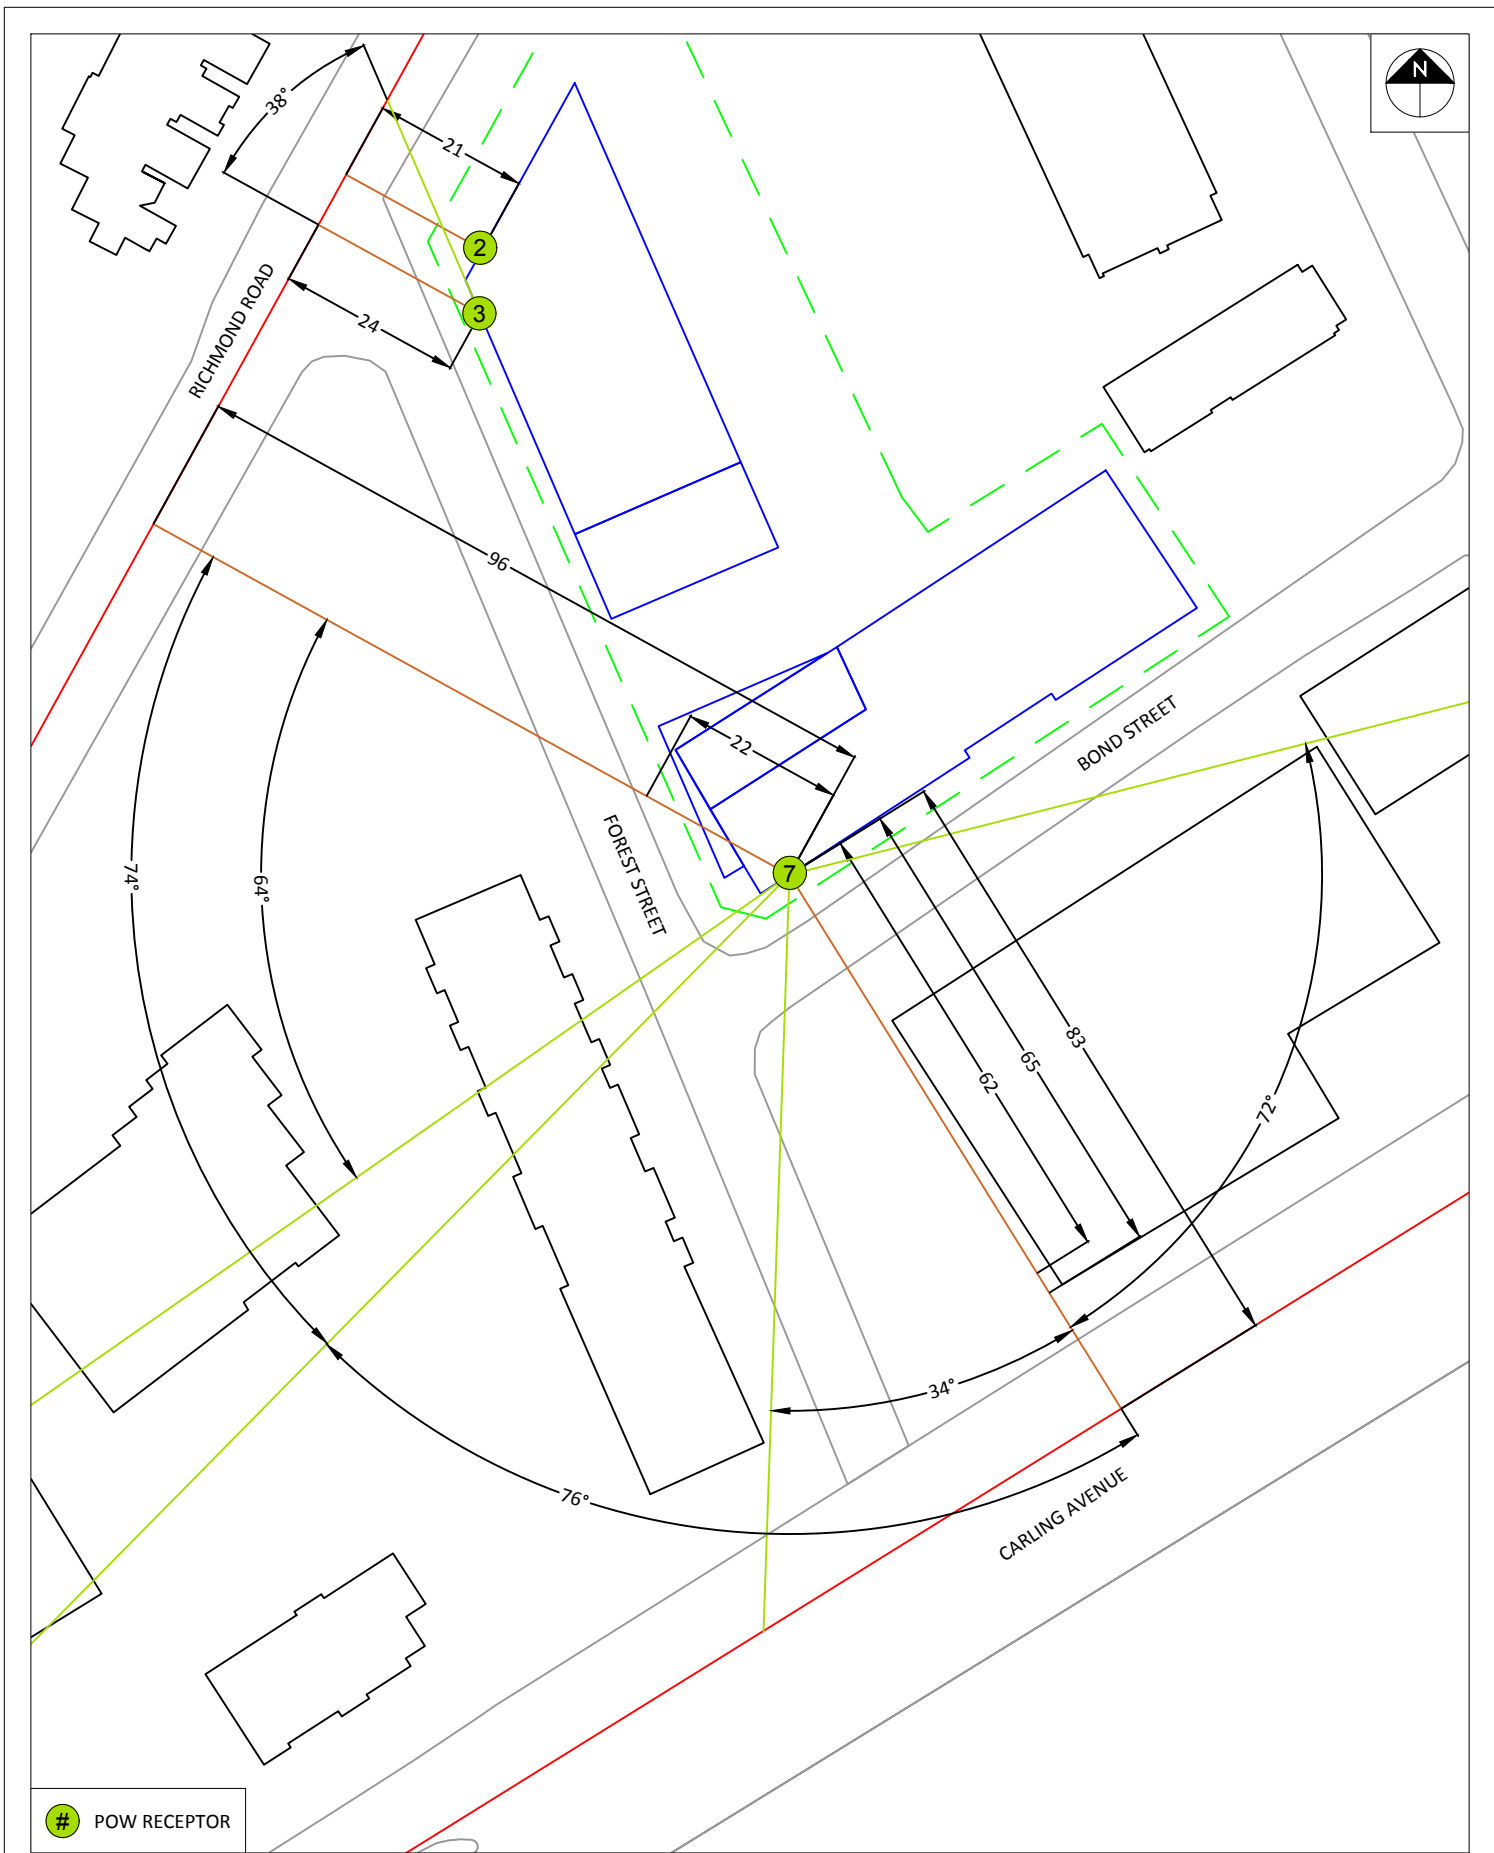 N
38°
21
2
3
24
RICHMOND ROAD
96
22
BOND STREET
FOREST STREET
7
74°
64°
83
65
62
72°
34°
76°
CARLING AVENUE
# POW RECEPTOR